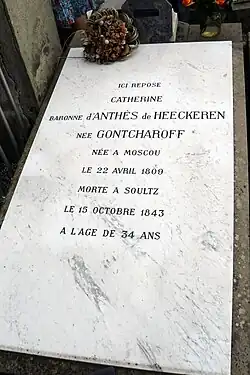 ICI REPOSE
CATHERINE
BARONNE d'ANTHÈS de HEECKEREN
NÉE GONTCHAROFF
NÉE A MOSCOU
LE 22 AVRIL 1809
MORTE A SOULTZ
LE 15 OCTOBRE 1843
A L'AGE DE 34 ANS